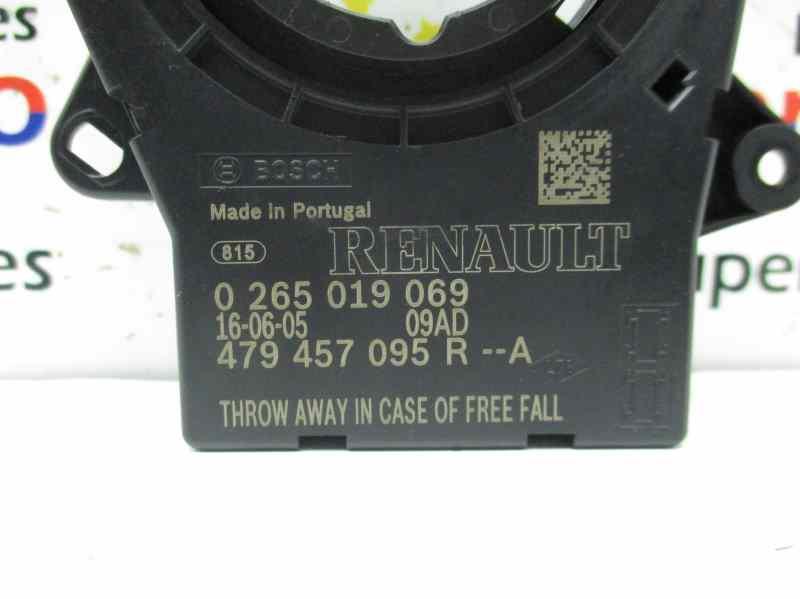 BOSCH
Made in Portugal
815
RENAULT
0 265 019 069
16-06-05 09AD
479 457 095 R --A
THROW AWAY IN CASE OF FREE FALL